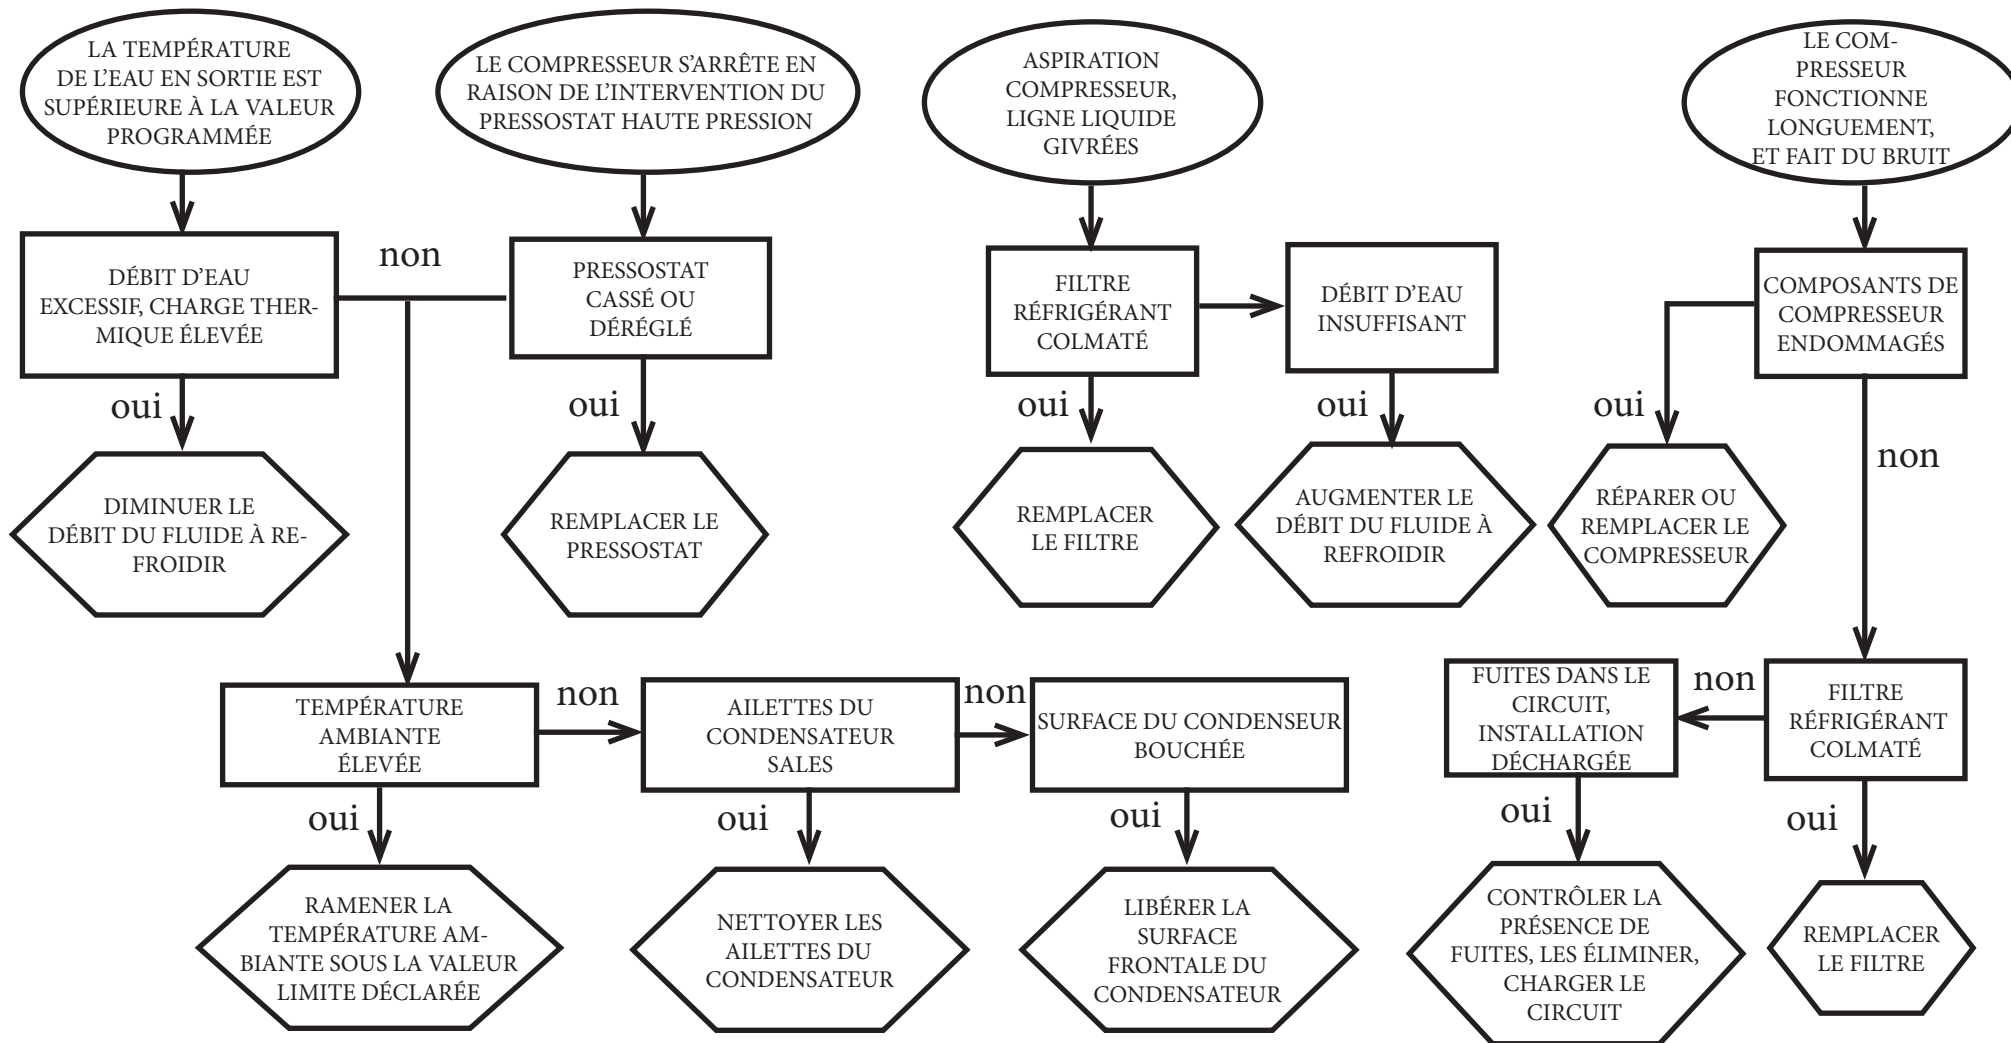 LA TEMPÉRATURE
DE L'EAU EN SORTIE EST
SUPÉRIEURE À LA VALEUR
PROGRAMMÉE
LE COMPRESSEUR S'ARRÊTE EN
RAISON DE L'INTERVENTION DU
PRESSOSTAT HAUTE PRESSION
ASPIRATION
COMPRESSEUR,
LIGNE LIQUIDE
GIVRÉES
LE COM-
PRESSEUR
FONCTIONNE
LONGUEMENT,
ET FAIT DU BRUIT
DÉBIT D'EAU
EXCESSIF, CHARGE THER-
MIQUE ÉLEVÉE
non
PRESSOSTAT
CASSÉ OU
DÉRÉGLÉ
FILTRE
RÉFRIGÉRANT
COLMATÉ
DÉBIT D'EAU
INSUFFISANT
COMPOSANTS DE
COMPRESSEUR
ENDOMMAGÉS
oui
oui
oui
oui
oui
non
DIMINUER LE
DÉBIT DU FLUIDE À RE-
FROIDIR
REMPLACER LE
PRESSOSTAT
REMPLACER
LE FILTRE
AUGMENTER LE
DÉBIT DU FLUIDE À
REFROIDIR
RÉPARER OU
REMPLACER LE
COMPRESSEUR
TEMPÉRATURE
AMBIANTE
ÉLEVÉE
non
AILETTES DU
CONDENSATEUR
SALES
non
SURFACE DU CONDENSEUR
BOUCHÉE
FUITES DANS LE
CIRCUIT,
INSTALLATION
DÉCHARGÉE
non
FILTRE
RÉFRIGÉRANT
COLMATÉ
oui
oui
oui
oui
oui
RAMENER LA
TEMPÉRATURE AM-
BIANTE SOUS LA VALEUR
LIMITE DÉCLARÉE
NETTOYER LES
AILETTES DU
CONDENSATEUR
LIBÉRER LA
SURFACE
FRONTALE DU
CONDENSATEUR
CONTRÔLER LA
PRÉSENCE DE
FUITES, LES ÉLIMINER,
CHARGER LE
CIRCUIT
REMPLACER
LE FILTRE